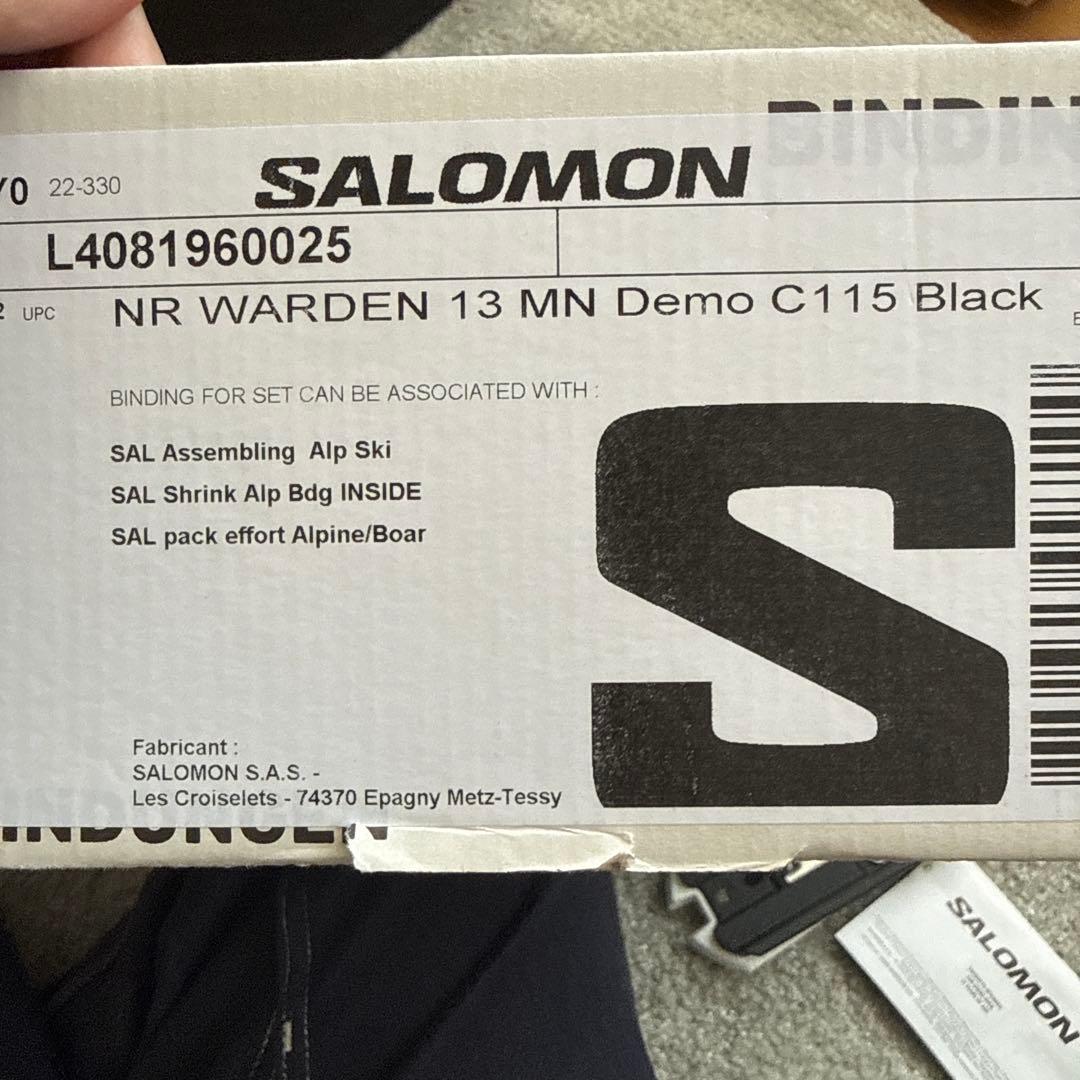 BINDIN
SALOMON
22-330
L4081960025
UPC
NR WARDEN 13 MN Demo C115 Black
BINDING FOR SET CAN BE ASSOCIATED WITH :
SAL Assembling Alp Ski
SAL Shrink Alp Bdg INSIDE
SAL pack effort Alpine/Boar
S
Fabricant :
SALOMON S.A.S. -
Les Croiselets - 74370 Epagny Metz-Tessy
INDUNGEN
SALOMON